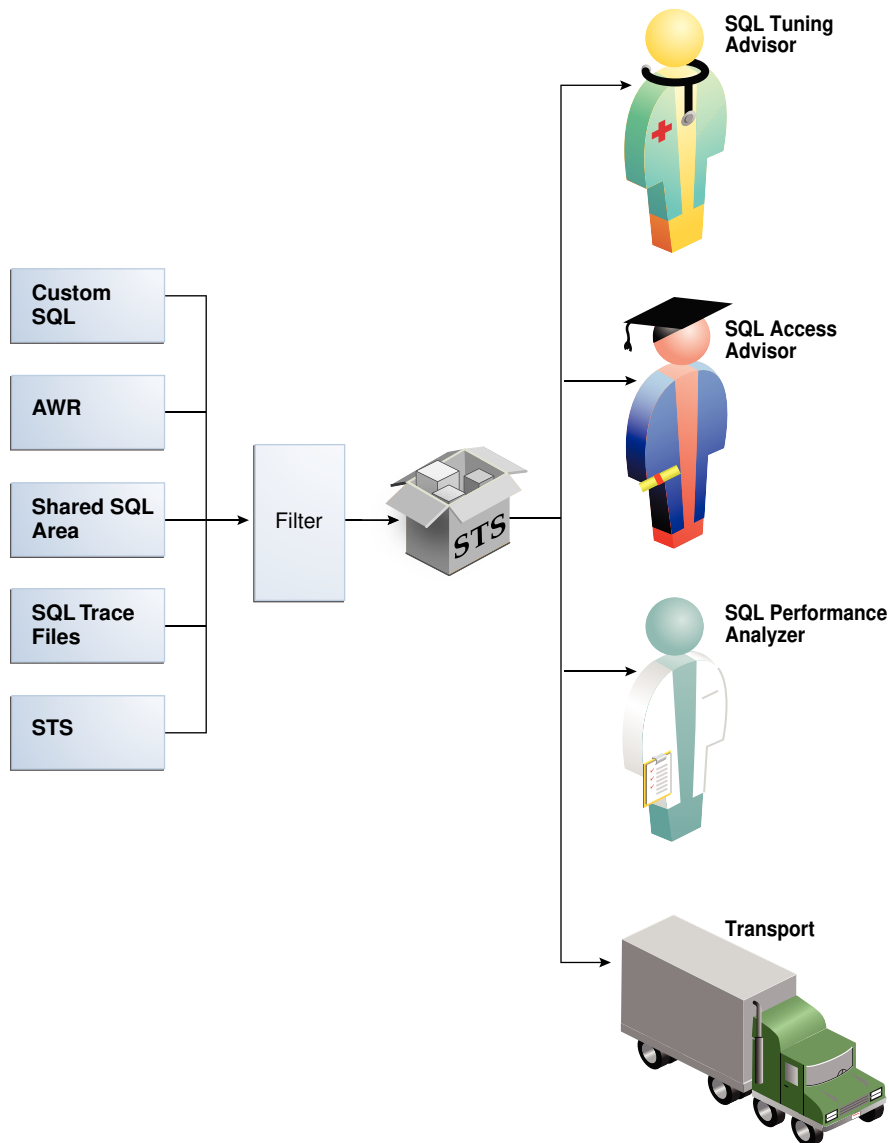 SQL Tuning
Advisor
Custom
SQL
AWR
Shared SQL
Area
SQL Trace
Files
STS
Filter
STS
SQL Access
Advisor
SQL Performance
Analyzer
Transport